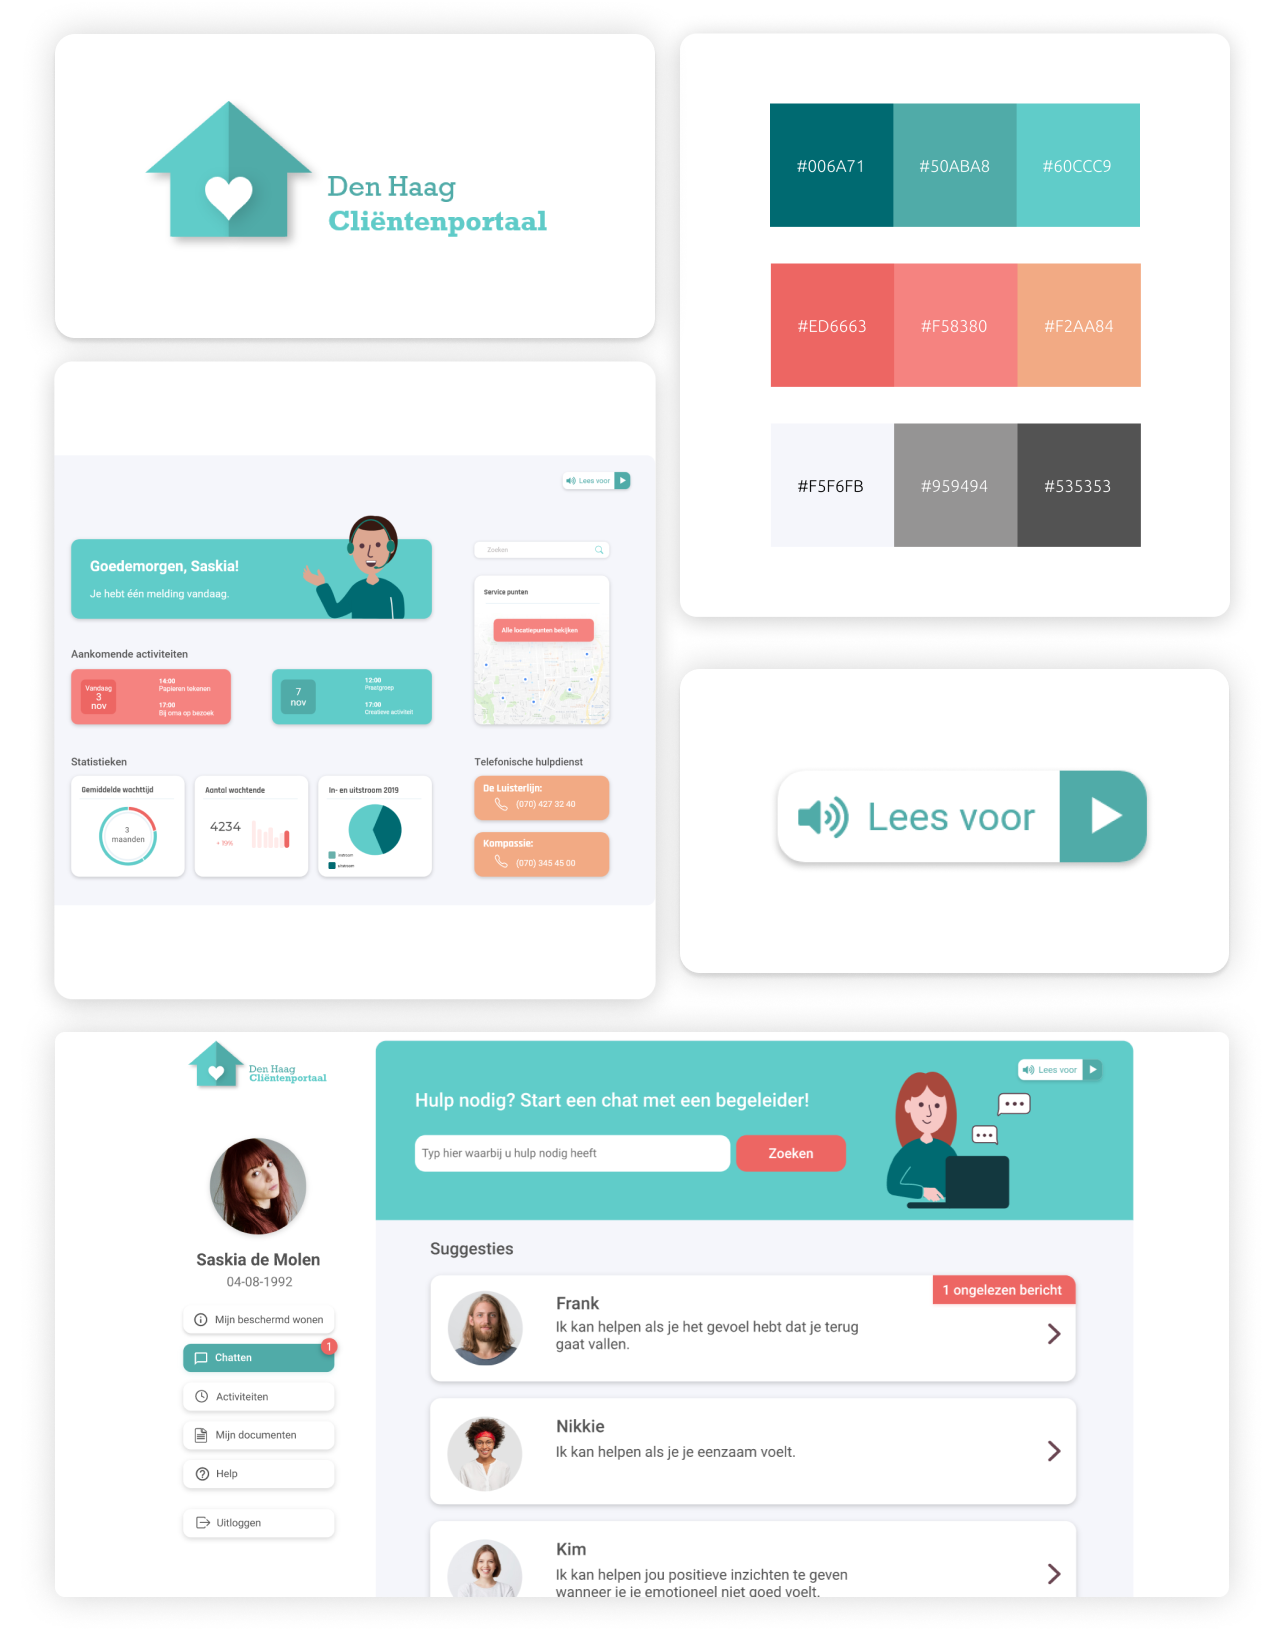 Den Haag
Cliëntenportaal
#006A71
#50ABA8
#60CCC9
#ED6663
#F58380
#F2AA84
#F5F6FB
#959494
#535353
Lees voor
Goedemorgen, Saskia!
Je hebt één melding vandaag.
Zoeken
Service punten
Alle locatiepunten bekijken
Aankomende activiteiten
Vandaag
3
nov
14:00
Papieren tekenen
17:00
Bij oma op bezoek
7
nov
12:00
Praatgroep
17:00
Creatieve activiteit
Statistieken
Gemiddelde wachttijd
3
maanden
Aantal wachtende
4234
+ 19%
In- en uitstroom 2019
instroom
uitstroom
Telefonische hulpdienst
De Luisterlijn:
(070) 427 32 40
Kompassie:
(070) 345 45 00
Lees voor
Den Haag
Cliëntenportaal
Saskia de Molen
04-08-1992
Mijn beschermd wonen
Chatten
1
Activiteiten
Mijn documenten
Help
Uitloggen
Lees voor
Hulp nodig? Start een chat met een begeleider!
Typ hier waarbij u hulp nodig heeft
Zoeken
Suggesties
1 ongelezen bericht
Frank
Ik kan helpen als je het gevoel hebt dat je terug
gaat vallen.
Nikkie
Ik kan helpen als je je eenzaam voelt.
Kim
Ik kan helpen jou positieve inzichten te geven
wanneer je je emotioneel niet goed voelt.